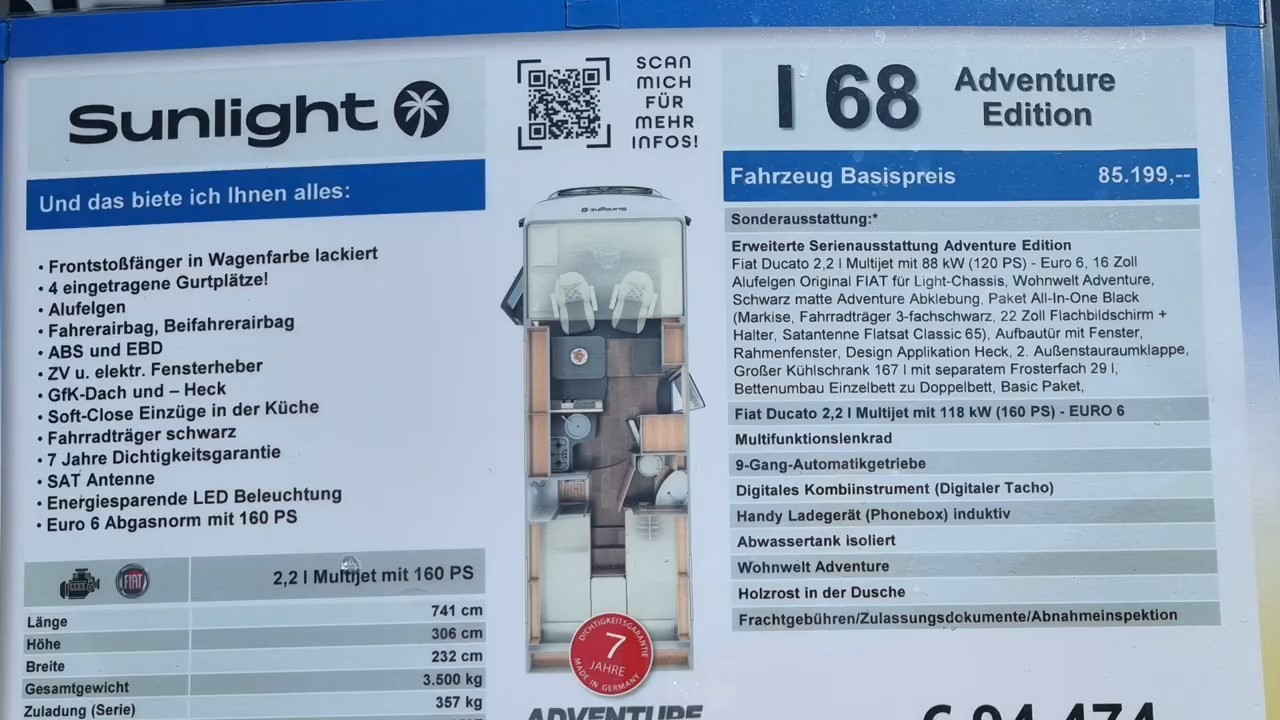 Sunlight
Und das biete ich Ihnen alles:
• Frontstoßfänger in Wagenfarbe lackiert
• 4 eingetragene Gurtplätze!
• Alufelgen
• Fahrerairbag, Beifahrerairbag
• ABS und EBD
• ZV u. elektr. Fensterheber
• GfK-Dach und – Heck
• Soft-Close Einzüge in der Küche
• Fahrradträger schwarz
• 7 Jahre Dichtigkeitsgarantie
• SAT Antenne
• Energiesparende LED Beleuchtung
• Euro 6 Abgasnorm mit 160 PS
FIAT
2,2 l Multijet mit 160 PS
Länge 741 cm
Höhe 306 cm
Breite 232 cm
Gesamtgewicht 3.500 kg
Zuladung (Serie) 357 kg
SCAN
MICH
FÜR
MEHR
INFOS!
Sunlight
DICHTIGKEITSGARANTIE
7
JAHRE
MADE IN GERMANY
ADVENTURE
I 68
Adventure
Edition
Fahrzeug Basispreis 85.199,--
Sonderausstattung:*
Erweiterte Serienausstattung Adventure Edition
Fiat Ducato 2,2 l Multijet mit 88 kW (120 PS) - Euro 6, 16 Zoll
Alufelgen Original FIAT für Light-Chassis, Wohnwelt Adventure,
Schwarz matte Adventure Abklebung, Paket All-In-One Black
(Markise, Fahrradträger 3-fachschwarz, 22 Zoll Flachbildschirm +
Halter, Satantenne Flatsat Classic 65), Aufbautür mit Fenster,
Rahmenfenster, Design Applikation Heck, 2. Außenstauraumklappe,
Großer Kühlschrank 167 l mit separatem Frosterfach 29 l,
Bettenumbau Einzelbett zu Doppelbett, Basic Paket,
Fiat Ducato 2,2 l Multijet mit 118 kW (160 PS) - EURO 6
Multifunktionslenkrad
9-Gang-Automatikgetriebe
Digitales Kombiinstrument (Digitaler Tacho)
Handy Ladegerät (Phonebox) induktiv
Abwassertank isoliert
Wohnwelt Adventure
Holzrost in der Dusche
Frachtgebühren/Zulassungsdokumente/Abnahmeinspektion
€ 94.474